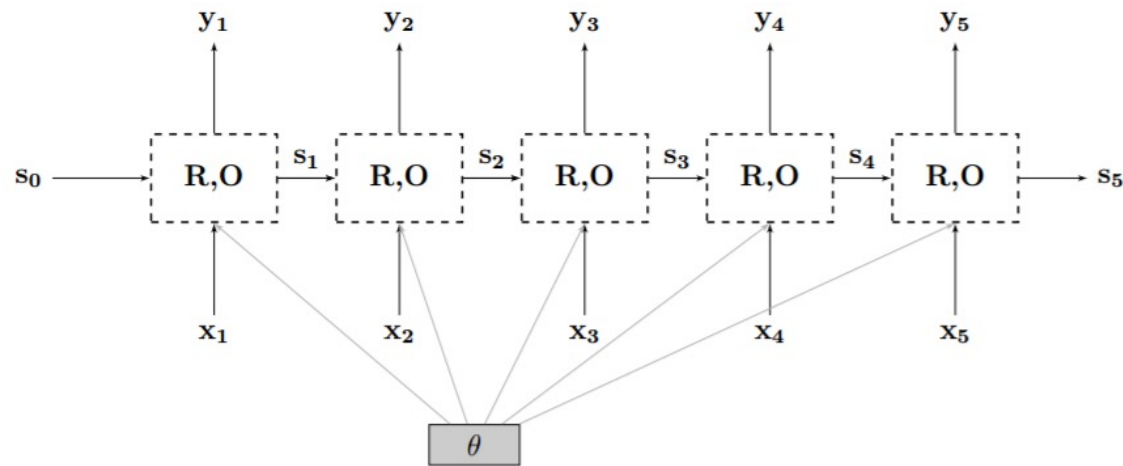 y₁ y₂ y₃ y₄ y₅
s₀ R,O s₁ R,O s₂ R,O s₃ R,O s₄ R,O s₅
x₁ x₂ x₃ x₄ x₅
θ